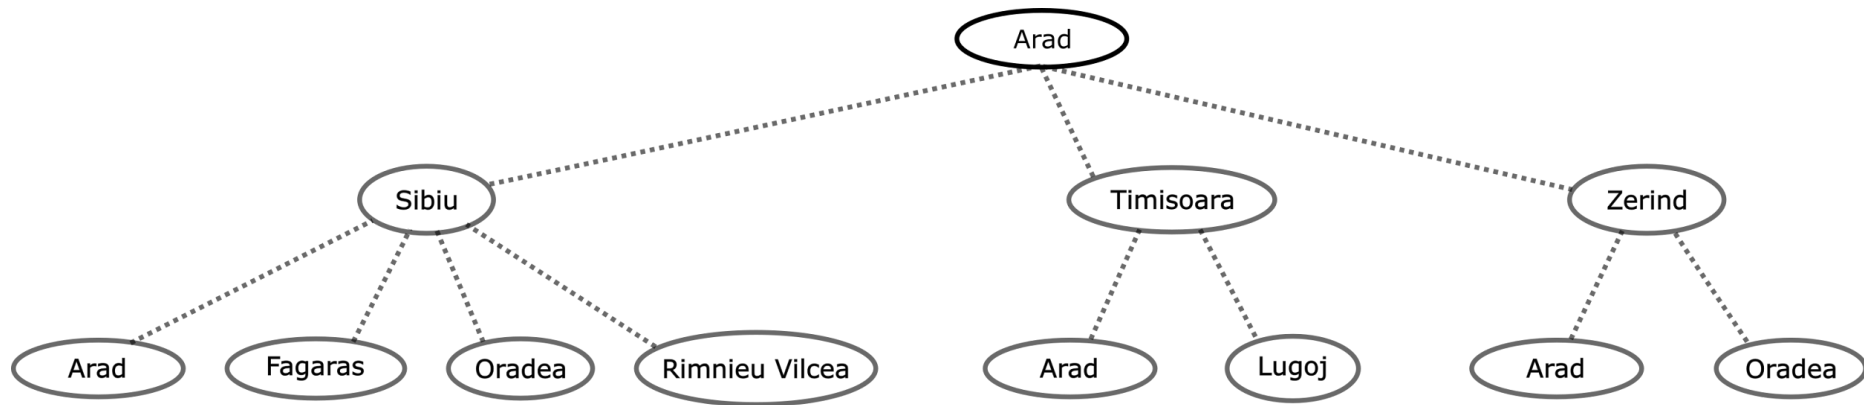 Arad
Sibiu
Timisoara
Zerind
Arad
Fagaras
Oradea
Rimnieu Vilcea
Arad
Lugoj
Arad
Oradea